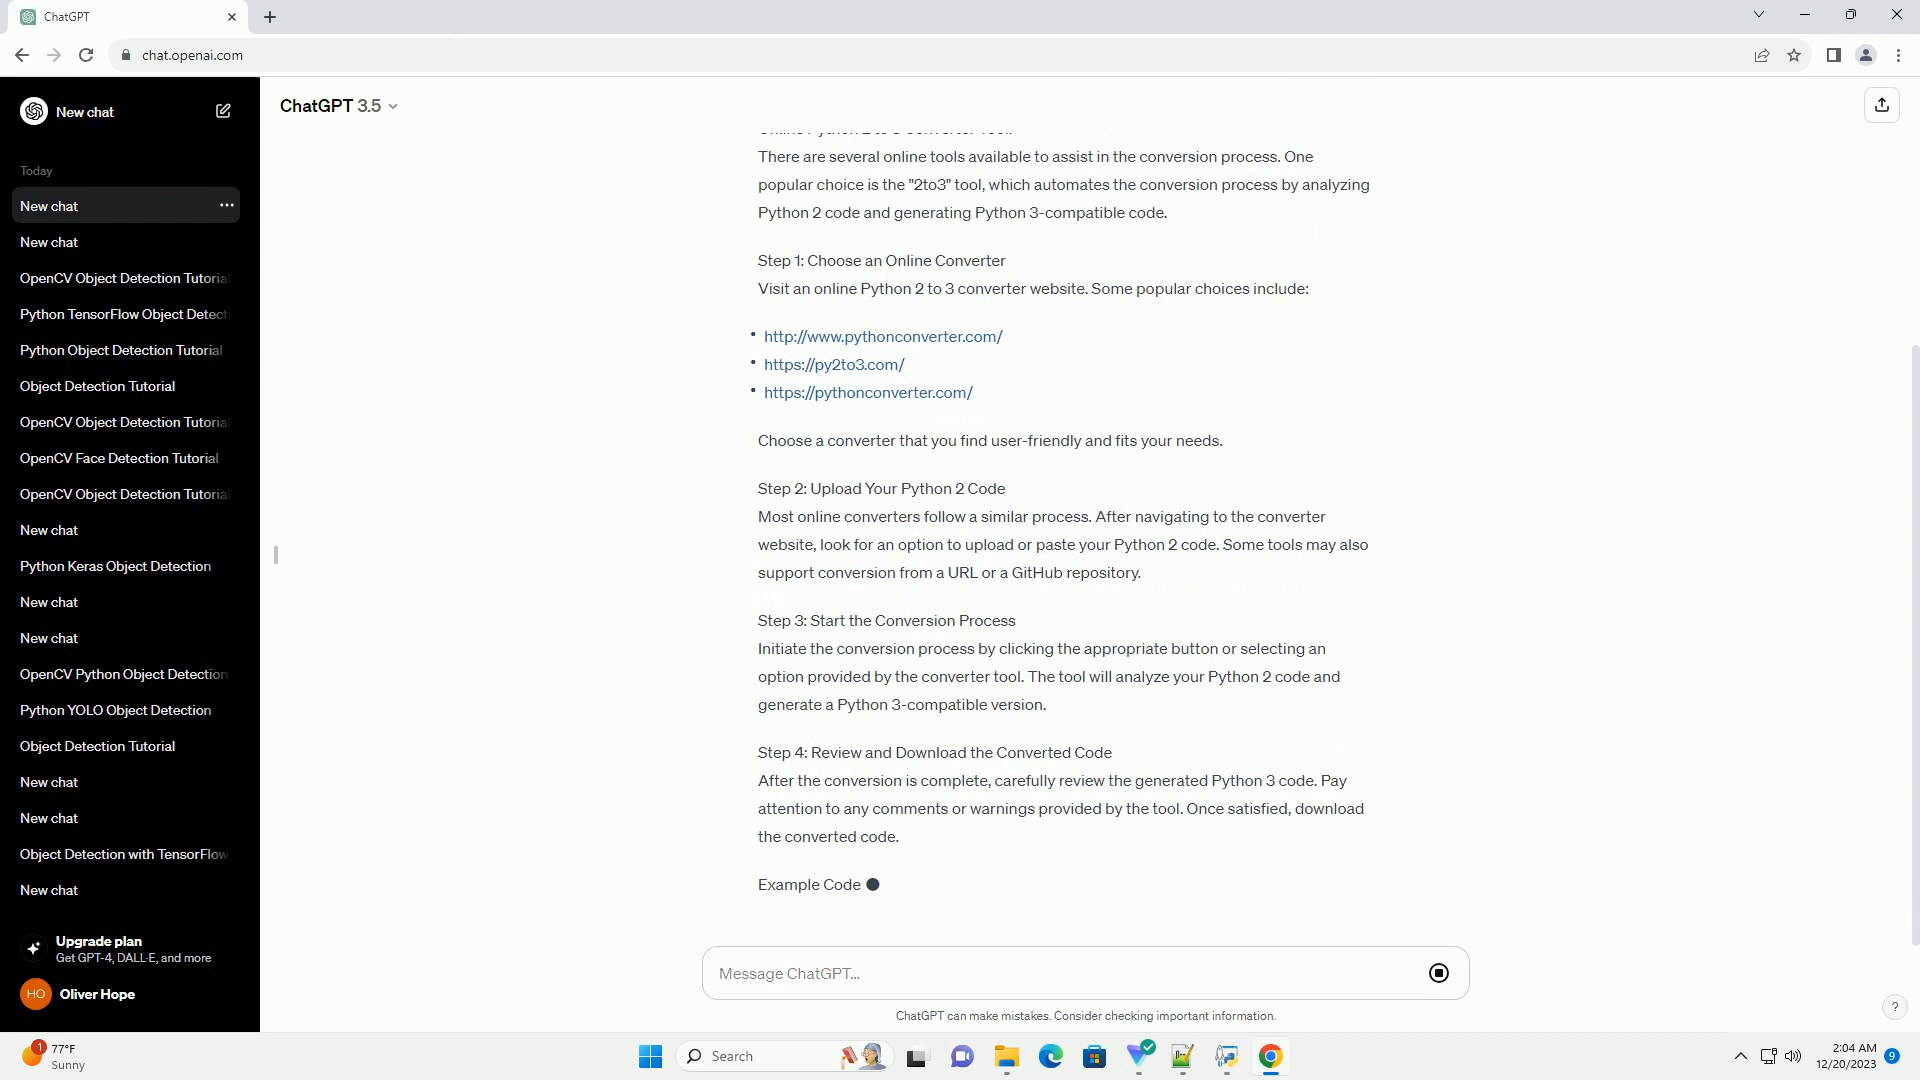 ChatGPT
chat.openai.com
New chat
Today
New chat
New chat
OpenCV Object Detection Tutorial
Python TensorFlow Object Detect
Python Object Detection Tutorial
Object Detection Tutorial
OpenCV Object Detection Tutorial
OpenCV Face Detection Tutorial
OpenCV Object Detection Tutorial
New chat
Python Keras Object Detection
New chat
New chat
OpenCV Python Object Detection
Python YOLO Object Detection
Object Detection Tutorial
New chat
New chat
Object Detection with TensorFlow
New chat
Upgrade plan
Get GPT-4, DALL·E, and more
HO
Oliver Hope
ChatGPT 3.5
There are several online tools available to assist in the conversion process. One
popular choice is the "2to3" tool, which automates the conversion process by analyzing
Python 2 code and generating Python 3-compatible code.
Step 1: Choose an Online Converter
Visit an online Python 2 to 3 converter website. Some popular choices include:
• http://www.pythonconverter.com/
• https://py2to3.com/
• https://pythonconverter.com/
Choose a converter that you find user-friendly and fits your needs.
Step 2: Upload Your Python 2 Code
Most online converters follow a similar process. After navigating to the converter
website, look for an option to upload or paste your Python 2 code. Some tools may also
support conversion from a URL or a GitHub repository.
Step 3: Start the Conversion Process
Initiate the conversion process by clicking the appropriate button or selecting an
option provided by the converter tool. The tool will analyze your Python 2 code and
generate a Python 3-compatible version.
Step 4: Review and Download the Converted Code
After the conversion is complete, carefully review the generated Python 3 code. Pay
attention to any comments or warnings provided by the tool. Once satisfied, download
the converted code.
Example Code
Message ChatGPT...
ChatGPT can make mistakes. Consider checking important information.
?
1
77°F
Sunny
Search
2:04 AM
12/20/2023
9